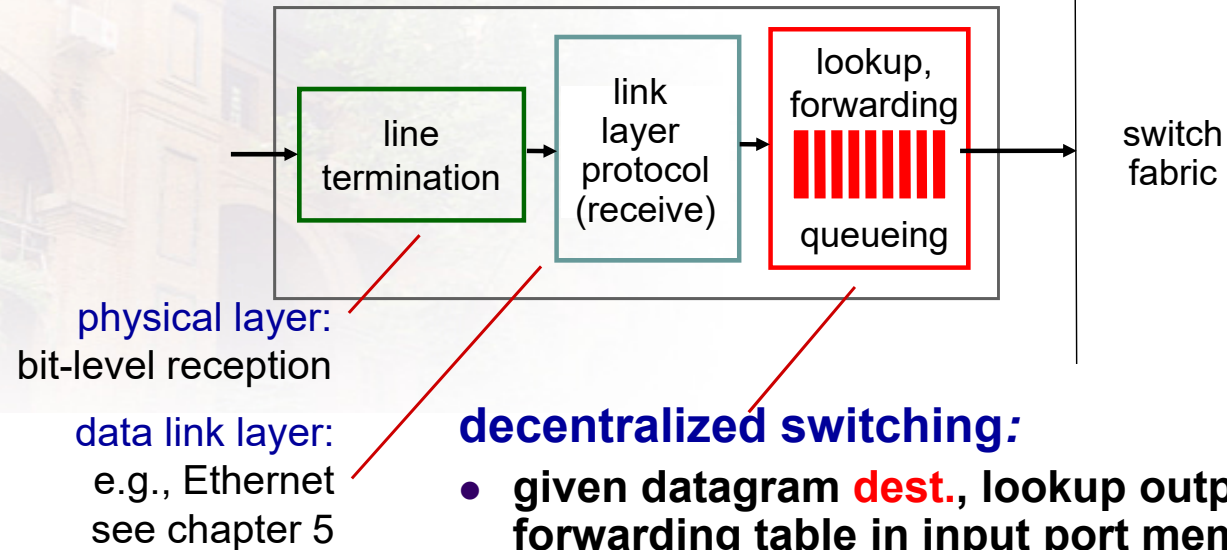 line
termination
link
layer
protocol
(receive)
lookup,
forwarding
queueing
switch
fabric
physical layer:
bit-level reception
data link layer:
e.g., Ethernet
see chapter 5
decentralized switching:
● given datagram dest., lookup outp
forwarding table in input port mem